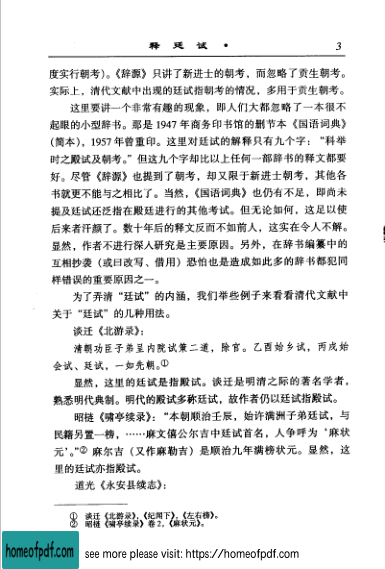 释 廷 试 · 3
度实行朝考)。《辞源》只讲了新进士的朝考，而忽略了贡生朝考。
实际上，清代文献中出现的廷试指朝考的情况，多用于贡生朝考。
这里要讲一个非常有趣的现象，即人们大都忽略了一本很不
起眼的小型辞书。那是 1947 年商务印书馆的删节本《国语词典》
(简本)，1957 年曾重印。这里对廷试的解释只有九个字：“科举
时之殿试及朝考。”但这九个字却比以上任何一部辞书的释文都要
好。尽管《辞源》也提到了朝考，却又限于新进士朝考，其他各
书就更不能与之相比了。当然，《国语词典》也仍有不足，即尚未
提及廷试还泛指在殿廷进行的其他考试。但无论如何，这足以使
后来者汗颜了。数十年后的释文反而不如前人，这实在令人不解。
显然，作者不进行深入研究是主要原因。另外，在辞书编纂中的
互相抄袭（或曰改写、借用）恐怕也是造成如此多的辞书都犯同
样错误的重要原因之一。
为了弄清“廷试”的内涵，我们举些例子来看看清代文献中
关于“廷试”的几种用法。
谈迁《北游录》：
清朝功臣子弟呈内院试策二道，除官。乙酉始乡试，丙戌始
会试、廷试，一如先朝。①
显然，这里的廷试是指殿试。谈迁是明清之际的著名学者，
熟悉明代典制。明代的殿试多称廷试，故作者仍以廷试指殿试。
昭梿《啸亭续录》：“本朝顺治壬辰，始许满洲子弟廷试，与
民籍另置一榜，……麻文僖公尔吉中廷试首名，人争呼为‘麻状
元’。”② 麻尔吉（又作麻勒吉）是顺治九年满榜状元。显然，这
里的廷试亦指殿试。
道光《永安县续志》：
① 谈迁《北游录》，《纪闻下》，《左右榜》。
② 昭梿《啸亭续录》卷 2，《麻状元》。
homeofpdf.com see more please visit: https://homeofpdf.com